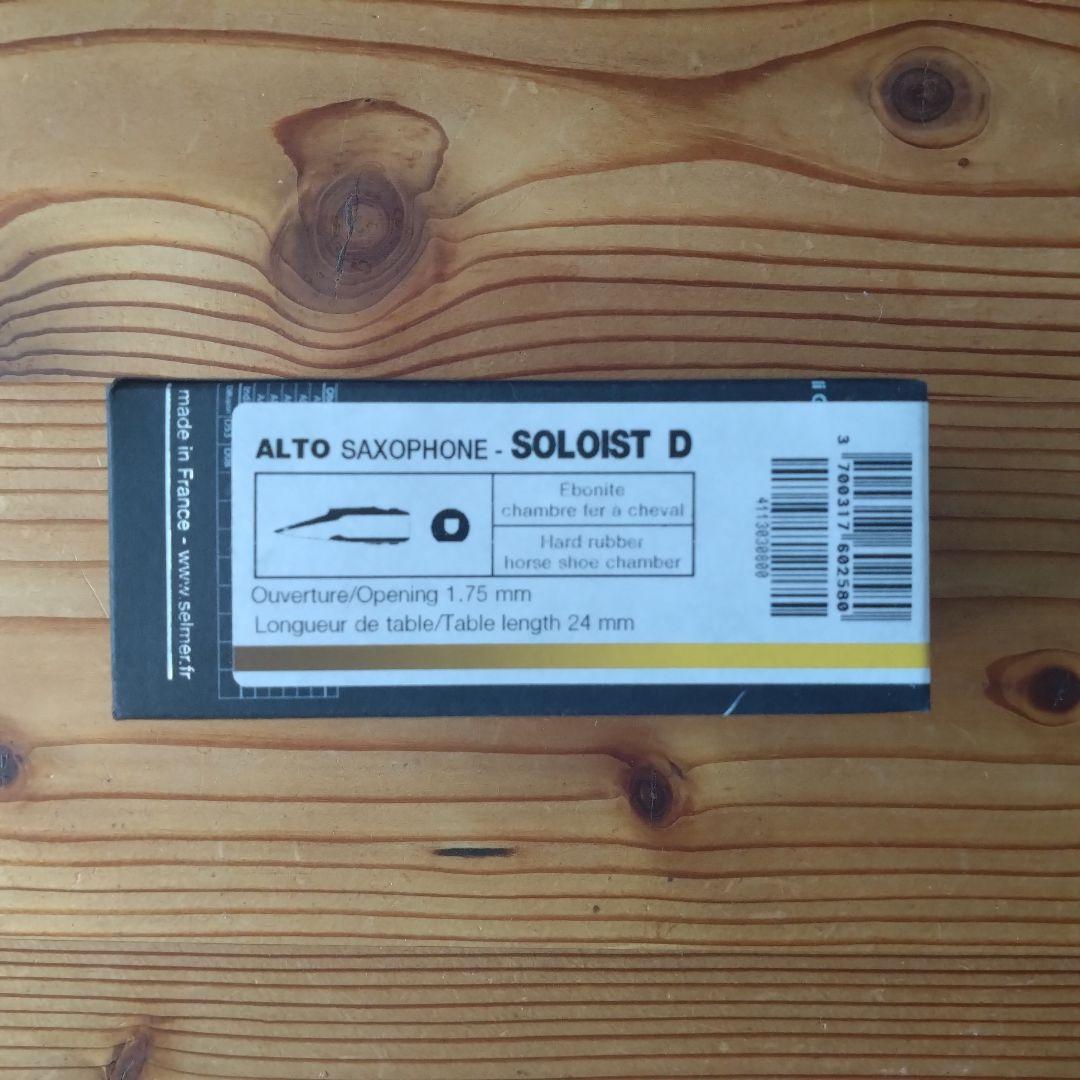 made in France - www.selmer.fr
ALTO SAXOPHONE - SOLOIST D
Ebonite
chambre fer à cheval
Hard rubber
horse shoe chamber
Ouverture/Opening 1.75 mm
Longueur de table/Table length 24 mm
4113030800
3 700317 602580